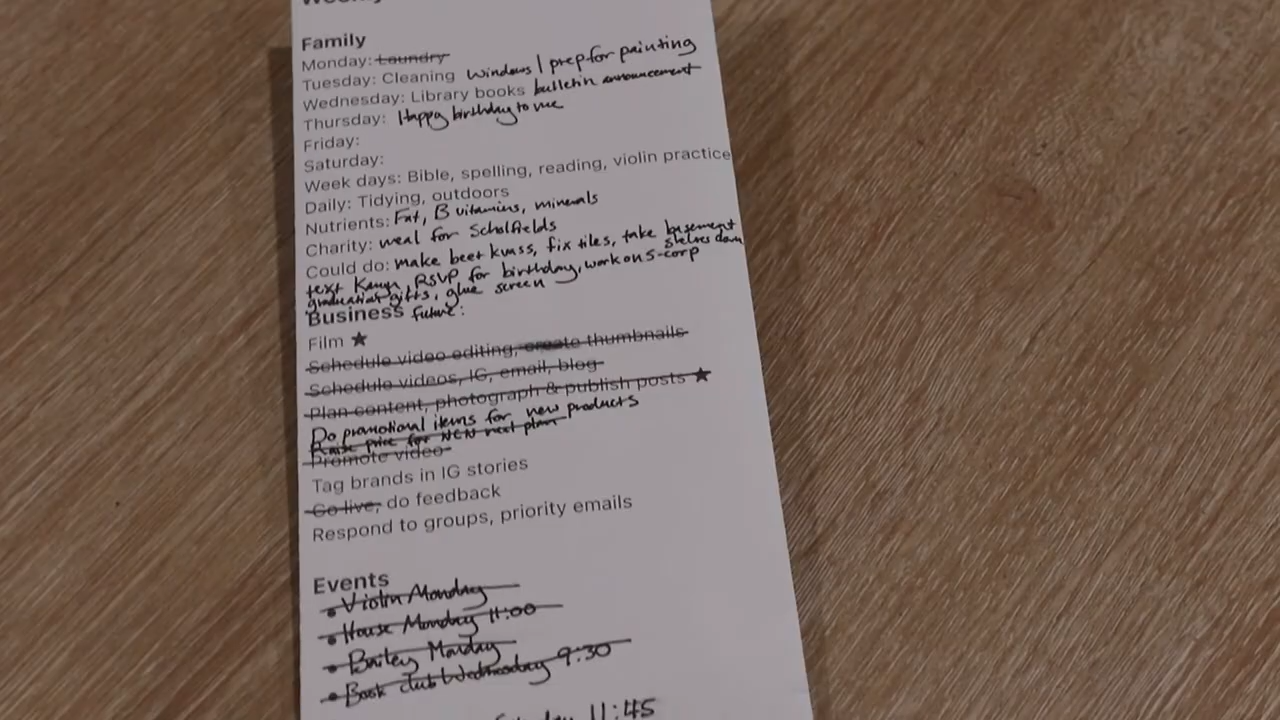 Family
Monday: Laundry
Tuesday: Cleaning Windows / prep for painting
Wednesday: Library books bulletin announcement
Thursday: Happy birthday to me
Friday:
Saturday:
Week days: Bible, spelling, reading, violin practice
Daily: Tidying, outdoors
Nutrients: Fat, B vitamins, minerals
Charity: meal for Scholfields
Could do: make beet kvass, fix tiles, take basement shelves down
text RSVP for birthday, work on S-corp
graduation gifts, glue screen
Business future:
Film ★
Schedule video editing, create thumbnails
Schedule videos, IG, email, blog
Plan content, photograph & publish posts ★
Do promotional items for new products
Raise price for NCN next plan
Promote video
Tag brands in IG stories
Go live, do feedback
Respond to groups, priority emails
Events
• Violin Monday
• House Monday 11:00
• Bailey Monday
• Book club Wednesday 9:30
11:45